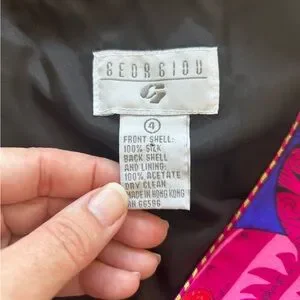 GEORGIOU
4
FRONT SHELL:
100% SILK
BACK SHELL
AND LINING:
100% ACETATE
DRY CLEAN
MADE IN HONG KONG
RN 66596